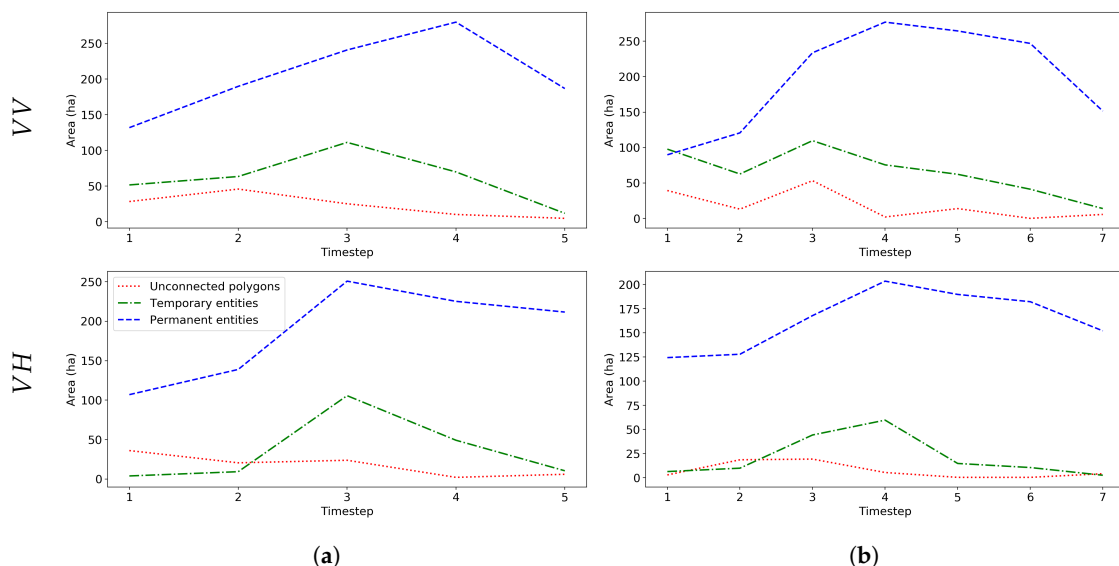 VV
Area (ha)
250
200
150
100
50
0
1 2 3 4 5
Timestep
Area (ha)
250
200
150
100
50
0
1 2 3 4 5 6 7
Timestep
VH
Area (ha)
250
200
150
100
50
0
Unconnected polygons
Temporary entities
Permanent entities
1 2 3 4 5
Timestep
(a)
Area (ha)
200
175
150
125
100
75
50
25
0
1 2 3 4 5 6 7
Timestep
(b)